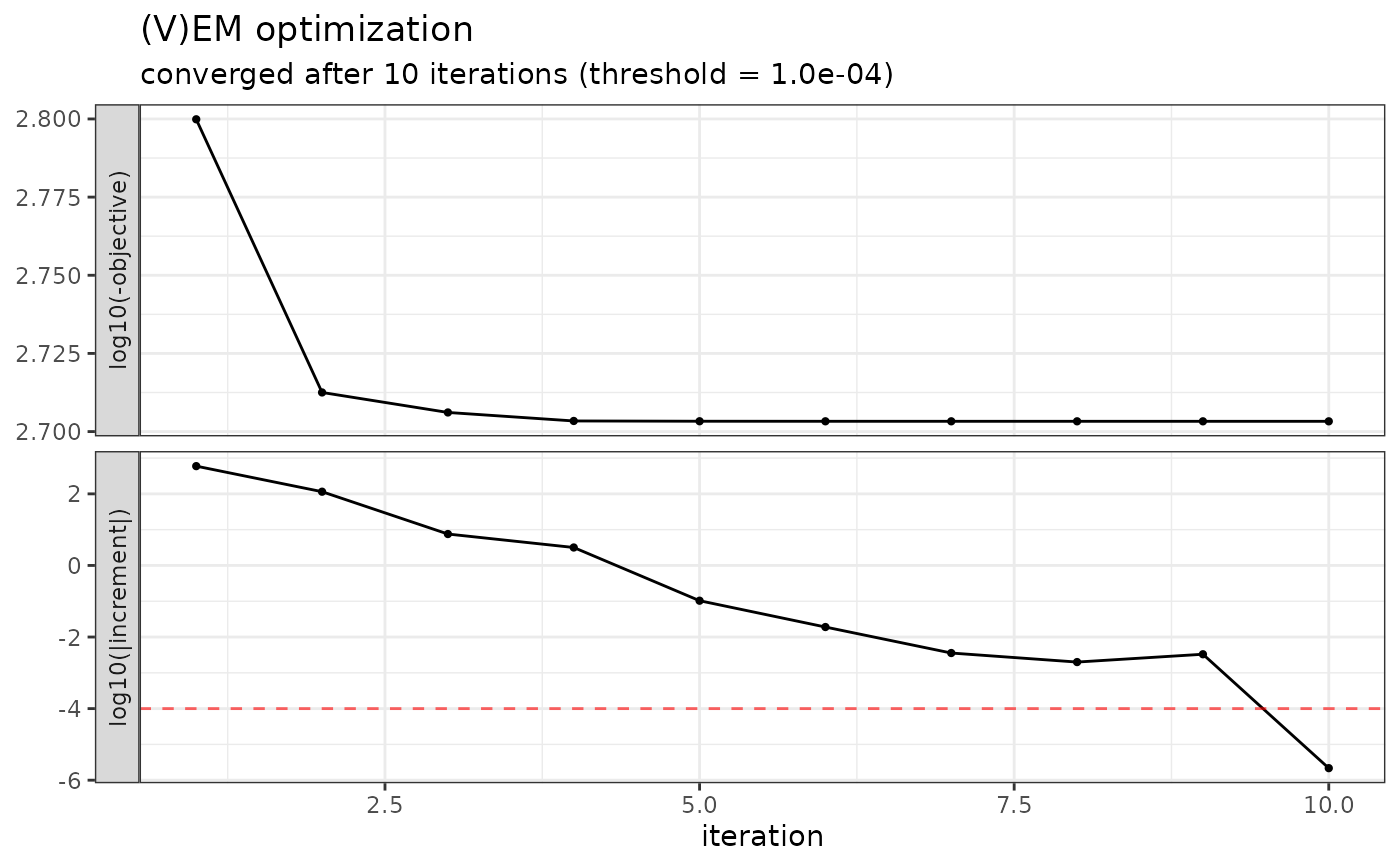 (V)EM optimization
converged after 10 iterations (threshold = 1.0e-04)
log10(-objective)
2.800
2.775
2.750
2.725
2.700
log10(|increment|)
2
0
-2
-4
-6
2.5
5.0
7.5
10.0
iteration